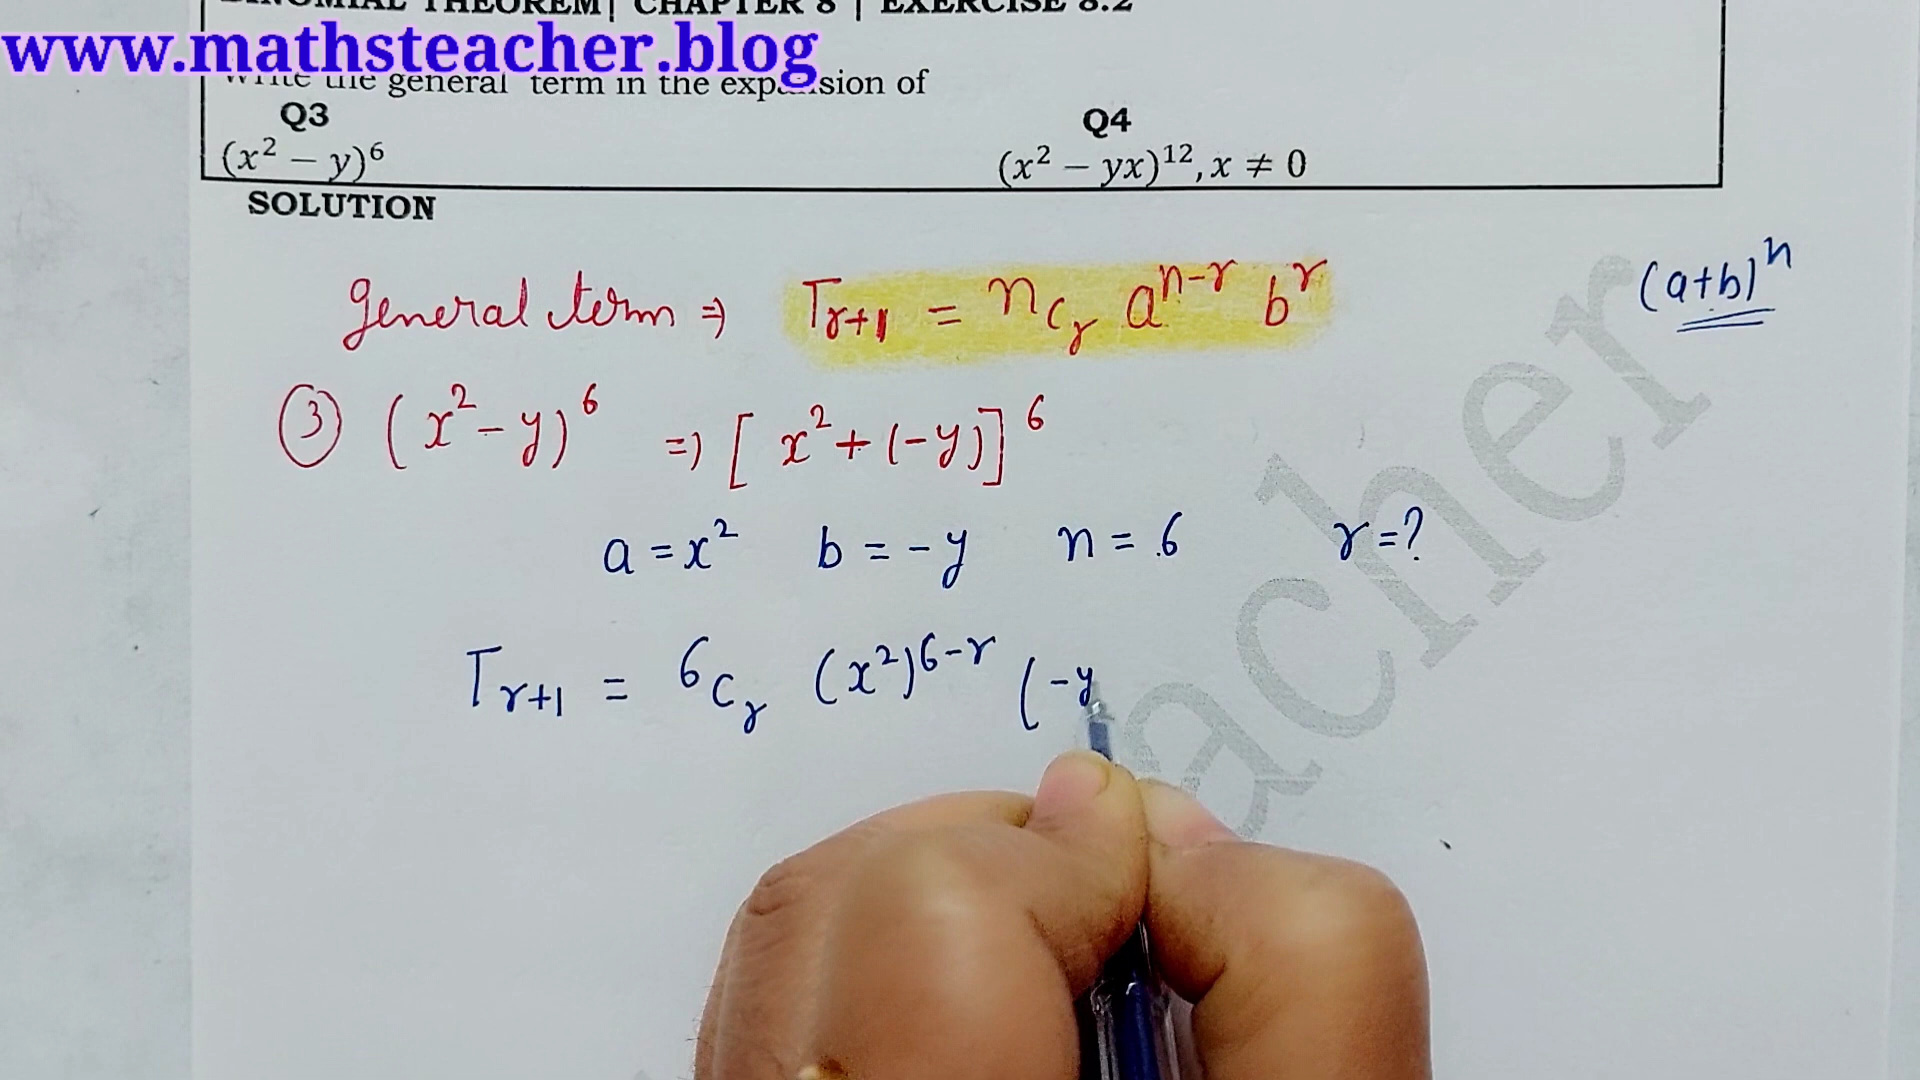 BINOMIAL THEOREM| CHAPTER 8 | EXERCISE 8.2
www.mathsteacher.blog
Write the general term in the expansion of
Q3 Q4
(x² − y)⁶ (x² − yx)¹², x ≠ 0
SOLUTION
General term ⇒ Tᵣ₊₁ = nCᵣ aⁿ⁻ʳ bʳ (a+b)ⁿ
③ (x² − y)⁶ ⇒ [x² + (−y)]⁶
a = x² b = −y n = 6 r = ?
Tᵣ₊₁ = ⁶Cᵣ (x²)⁶⁻ʳ (−y
acher